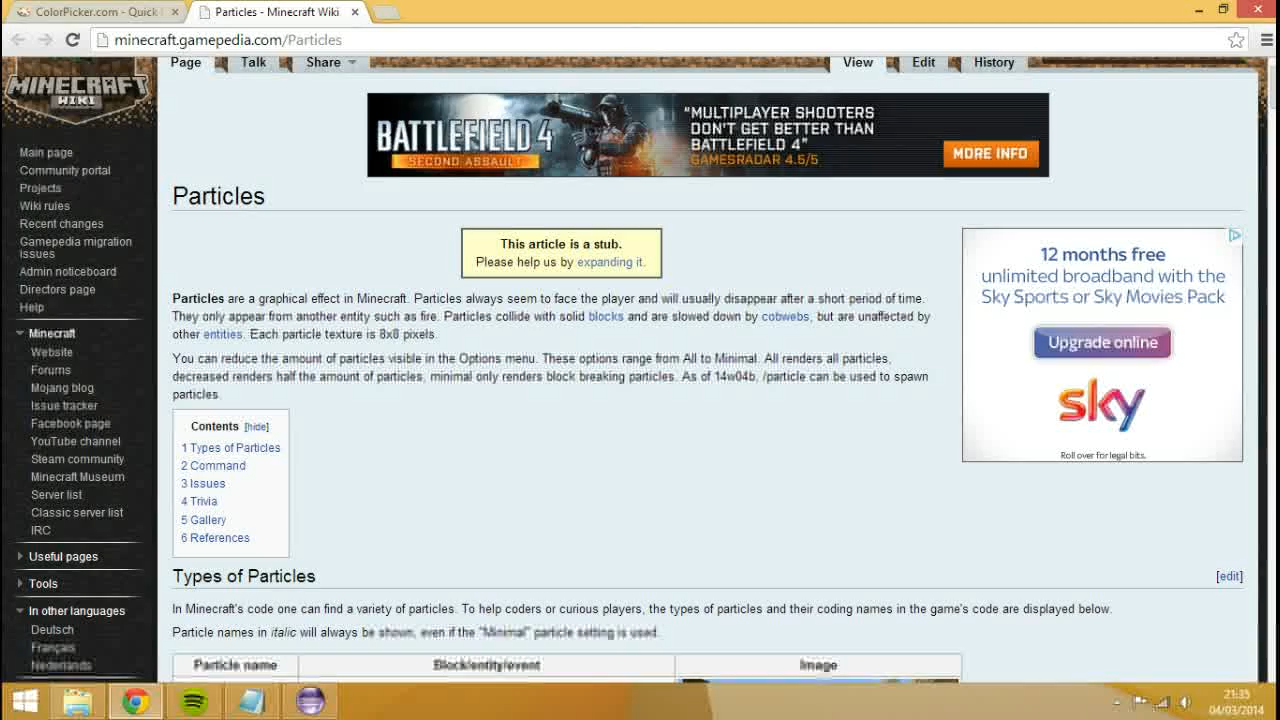 ColorPicker.com - Quick
Particles - Minecraft Wiki
minecraft.gamepedia.com/Particles
MINECRAFT
WIKI
Page Talk Share View Edit History
BATTLEFIELD 4
SECOND ASSAULT
"MULTIPLAYER SHOOTERS
DON'T GET BETTER THAN
BATTLEFIELD 4"
GAMESRADAR 4.5/5
MORE INFO
Main page
Community portal
Projects
Wiki rules
Recent changes
Gamepedia migration
issues
Admin noticeboard
Directors page
Help
Minecraft
Website
Forums
Mojang blog
Issue tracker
Facebook page
YouTube channel
Steam community
Minecraft Museum
Server list
Classic server list
IRC
Useful pages
Tools
In other languages
Deutsch
Français
Nederlands
Particles
This article is a stub.
Please help us by expanding it.
12 months free
unlimited broadband with the
Sky Sports or Sky Movies Pack
Upgrade online
sky
Roll over for legal bits.
Particles are a graphical effect in Minecraft. Particles always seem to face the player and will usually disappear after a short period of time.
They only appear from another entity such as fire. Particles collide with solid blocks and are slowed down by cobwebs, but are unaffected by
other entities. Each particle texture is 8x8 pixels.
You can reduce the amount of particles visible in the Options menu. These options range from All to Minimal. All renders all particles,
decreased renders half the amount of particles, minimal only renders block breaking particles. As of 14w04b, /particle can be used to spawn
particles.
Contents [hide]
1 Types of Particles
2 Command
3 Issues
4 Trivia
5 Gallery
6 References
Types of Particles [edit]
In Minecraft's code one can find a variety of particles. To help coders or curious players, the types of particles and their coding names in the game's code are displayed below.
Particle names in italic will always be shown, even if the "Minimal" particle setting is used.
Particle name Block/entity/event Image
21:35
04/03/2014